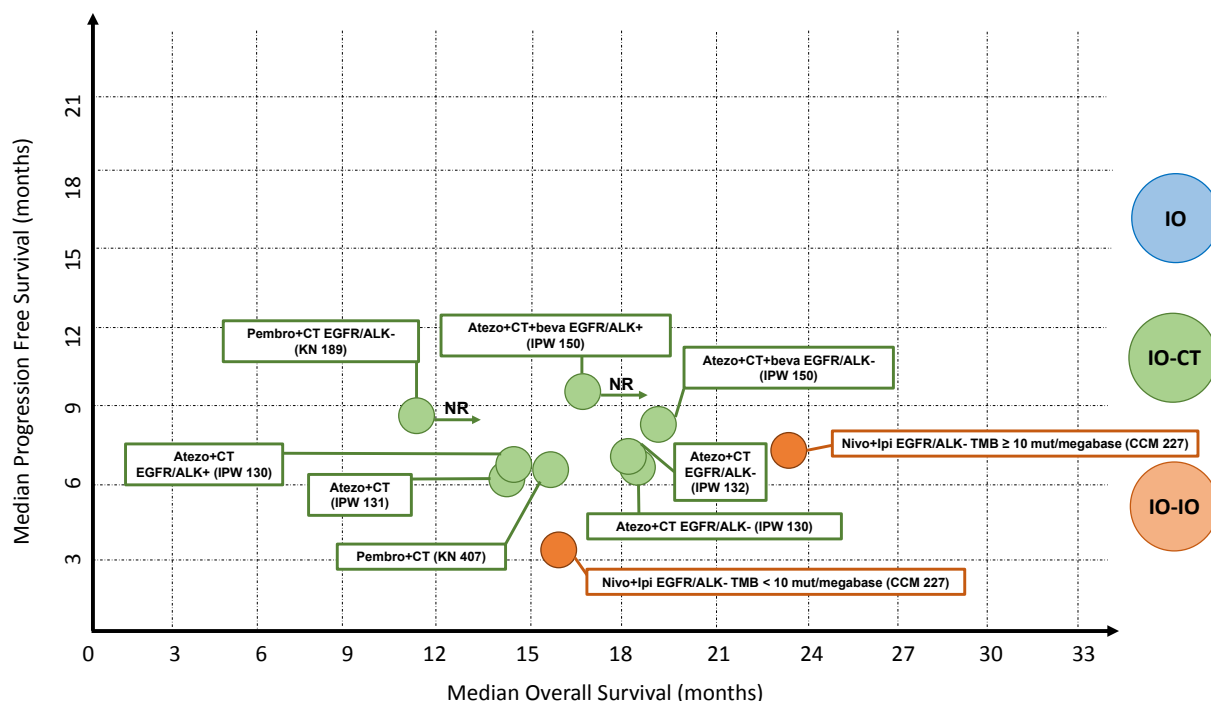 Median Progression Free Survival (months)
21
18
15
12
9
6
3
IO
IO-CT
IO-IO
Pembro+CT EGFR/ALK-
(KN 189)
NR
Atezo+CT+beva EGFR/ALK+
(IPW 150)
NR
Atezo+CT+beva EGFR/ALK-
(IPW 150)
Atezo+CT
EGFR/ALK+ (IPW 130)
Atezo+CT
(IPW 131)
Pembro+CT (KN 407)
Atezo+CT
EGFR/ALK-
(IPW 132)
Atezo+CT EGFR/ALK- (IPW 130)
Nivo+Ipi EGFR/ALK- TMB ≥ 10 mut/megabase (CCM 227)
Nivo+Ipi EGFR/ALK- TMB < 10 mut/megabase (CCM 227)
0 3 6 9 12 15 18 21 24 27 30 33
Median Overall Survival (months)